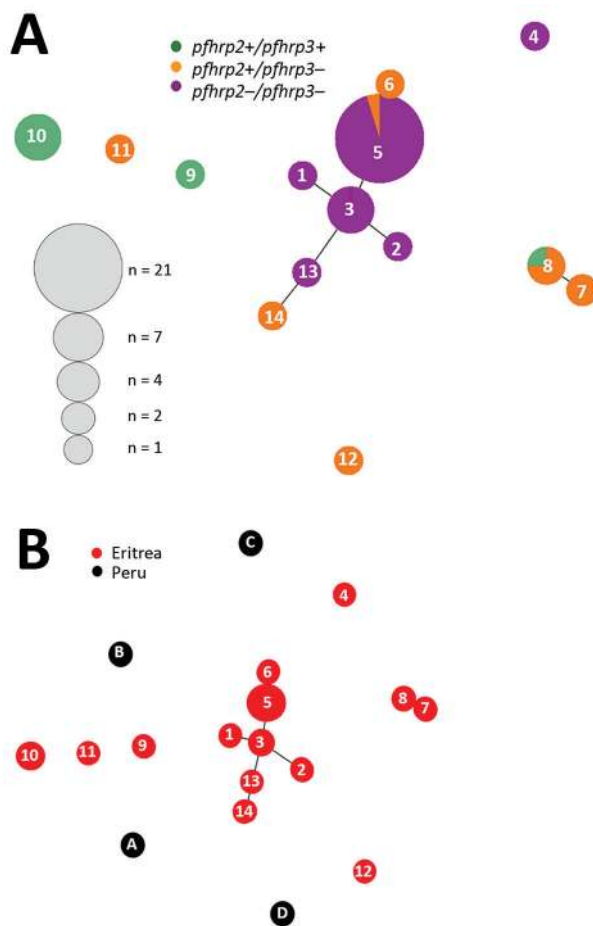 A
pfhrp2+/pfhrp3+
pfhrp2+/pfhrp3–
pfhrp2–/pfhrp3–
4
6
10
11
5
9
1
3
2
8
13
7
n = 21
14
n = 7
n = 4
n = 2
12
n = 1
B
Eritrea
Peru
C
4
B
6
8
5
7
1
3
9
10
11
2
13
14
A
12
D